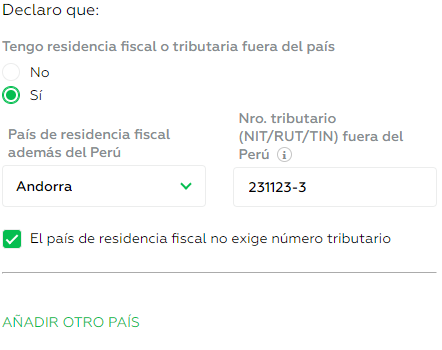 Declaro que:
Tengo residencia fiscal o tributaria fuera del país
No
Sí
País de residencia fiscal
además del Perú
Andorra
Nro. tributario
(NIT/RUT/TIN) fuera del
Perú
231123-3
El país de residencia fiscal no exige número tributario
AÑADIR OTRO PAÍS